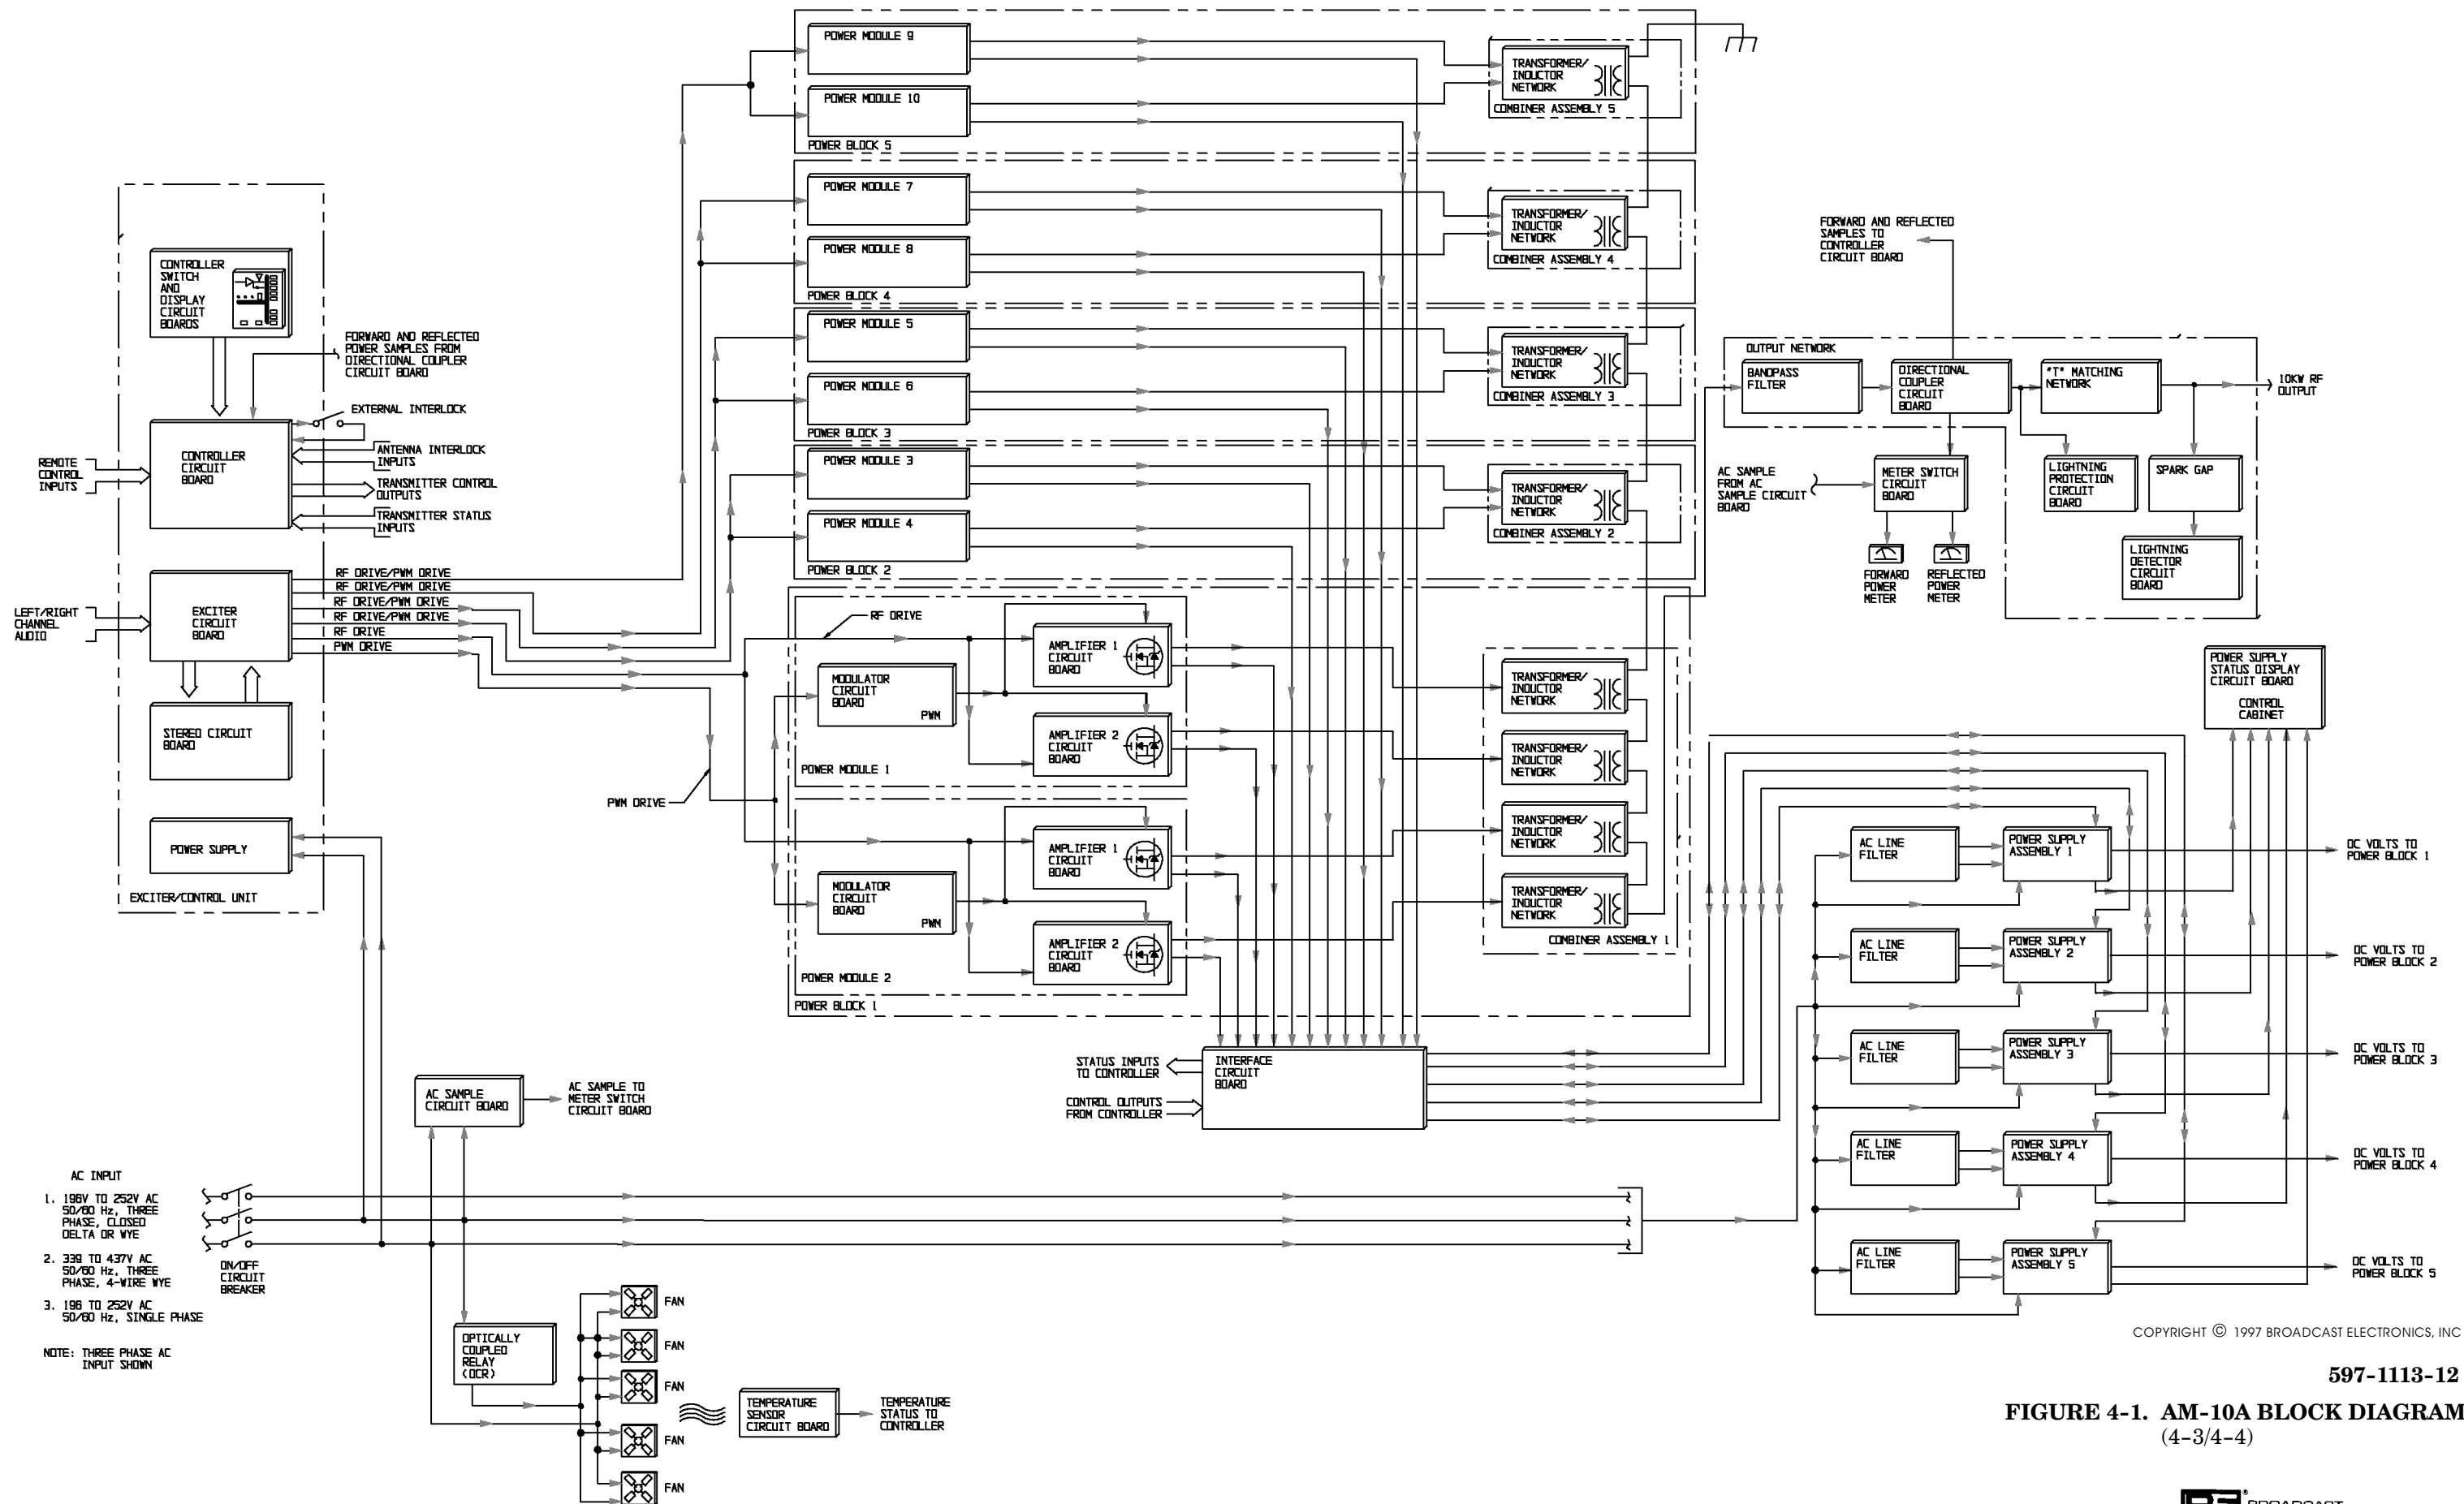 POWER MODULE 9
POWER MODULE 10
POWER BLOCK 5
TRANSFORMER/
INDUCTOR
NETWORK
COMBINER ASSEMBLY 5
POWER MODULE 7
POWER MODULE 8
POWER BLOCK 4
TRANSFORMER/
INDUCTOR
NETWORK
COMBINER ASSEMBLY 4
POWER MODULE 5
POWER MODULE 6
POWER BLOCK 3
TRANSFORMER/
INDUCTOR
NETWORK
COMBINER ASSEMBLY 3
POWER MODULE 3
POWER MODULE 4
POWER BLOCK 2
TRANSFORMER/
INDUCTOR
NETWORK
COMBINER ASSEMBLY 2
CONTROLLER
SWITCH
AND
DISPLAY
CIRCUIT
BOARDS
FORWARD AND REFLECTED
POWER SAMPLES FROM
DIRECTIONAL COUPLER
CIRCUIT BOARD
EXTERNAL INTERLOCK
ANTENNA INTERLOCK
INPUTS
TRANSMITTER CONTROL
OUTPUTS
TRANSMITTER STATUS
INPUTS
REMOTE
CONTROL
INPUTS
CONTROLLER
CIRCUIT
BOARD
LEFT/RIGHT
CHANNEL
AUDIO
EXCITER
CIRCUIT
BOARD
RF DRIVE/PWM DRIVE
RF DRIVE/PWM DRIVE
RF DRIVE/PWM DRIVE
RF DRIVE/PWM DRIVE
RF DRIVE
PWM DRIVE
STEREO CIRCUIT
BOARD
POWER SUPPLY
EXCITER/CONTROL UNIT
RF DRIVE
PWM DRIVE
MODULATOR
CIRCUIT
BOARD
PWM
AMPLIFIER 1
CIRCUIT
BOARD
AMPLIFIER 2
CIRCUIT
BOARD
POWER MODULE 1
MODULATOR
CIRCUIT
BOARD
PWM
AMPLIFIER 1
CIRCUIT
BOARD
AMPLIFIER 2
CIRCUIT
BOARD
POWER MODULE 2
POWER BLOCK 1
TRANSFORMER/
INDUCTOR
NETWORK
TRANSFORMER/
INDUCTOR
NETWORK
TRANSFORMER/
INDUCTOR
NETWORK
TRANSFORMER/
INDUCTOR
NETWORK
COMBINER ASSEMBLY 1
FORWARD AND REFLECTED
SAMPLES TO
CONTROLLER
CIRCUIT BOARD
OUTPUT NETWORK
BANDPASS
FILTER
DIRECTIONAL
COUPLER
CIRCUIT
BOARD
"T" MATCHING
NETWORK
10KW RF
OUTPUT
AC SAMPLE
FROM AC
SAMPLE CIRCUIT
BOARD
METER SWITCH
CIRCUIT
BOARD
LIGHTNING
PROTECTION
CIRCUIT
BOARD
SPARK GAP
LIGHTNING
DETECTOR
CIRCUIT
BOARD
FORWARD
POWER
METER
REFLECTED
POWER
METER
POWER SUPPLY
STATUS DISPLAY
CIRCUIT BOARD
CONTROL
CABINET
AC LINE
FILTER
POWER SUPPLY
ASSEMBLY 1
DC VOLTS TO
POWER BLOCK 1
AC LINE
FILTER
POWER SUPPLY
ASSEMBLY 2
DC VOLTS TO
POWER BLOCK 2
AC LINE
FILTER
POWER SUPPLY
ASSEMBLY 3
DC VOLTS TO
POWER BLOCK 3
AC LINE
FILTER
POWER SUPPLY
ASSEMBLY 4
DC VOLTS TO
POWER BLOCK 4
AC LINE
FILTER
POWER SUPPLY
ASSEMBLY 5
DC VOLTS TO
POWER BLOCK 5
STATUS INPUTS
TO CONTROLLER
CONTROL OUTPUTS
FROM CONTROLLER
INTERFACE
CIRCUIT
BOARD
AC SAMPLE
CIRCUIT BOARD
AC SAMPLE TO
METER SWITCH
CIRCUIT BOARD
AC INPUT
1. 196V TO 252V AC
50/60 Hz, THREE
PHASE, CLOSED
DELTA OR WYE
2. 339 TO 437V AC
50/60 Hz, THREE
PHASE, 4-WIRE WYE
3. 196 TO 252V AC
50/60 Hz, SINGLE PHASE
NOTE: THREE PHASE AC
INPUT SHOWN
ON/OFF
CIRCUIT
BREAKER
OPTICALLY
COUPLED
RELAY
(OCR)
FAN
FAN
FAN
FAN
FAN
TEMPERATURE
SENSOR
CIRCUIT BOARD
TEMPERATURE
STATUS TO
CONTROLLER
COPYRIGHT © 1997 BROADCAST ELECTRONICS, INC
597-1113-12
FIGURE 4-1. AM-10A BLOCK DIAGRAM
(4-3/4-4)